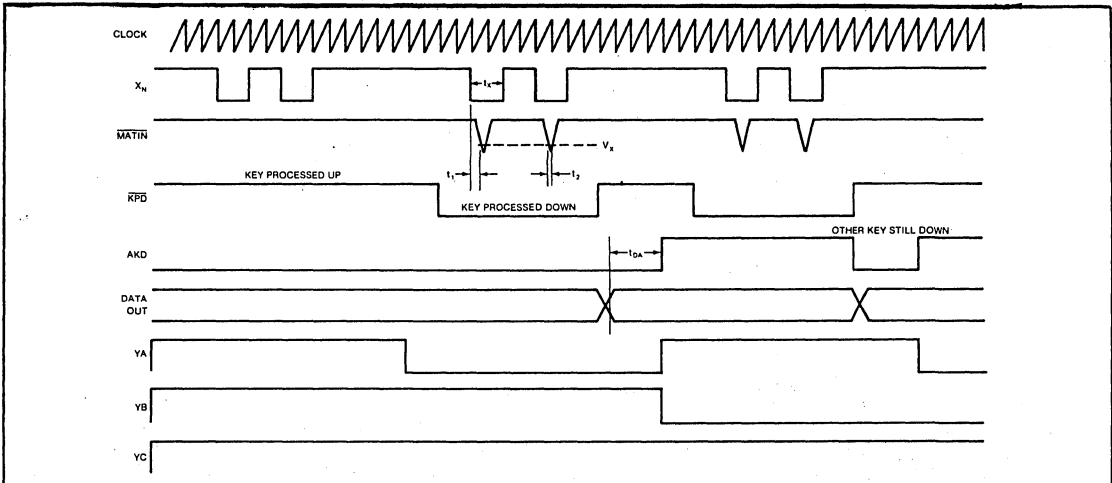 CLOCK
X_N
t_x
MATIN
V_x
t_1
t_2
KEY PROCESSED UP
KPD
KEY PROCESSED DOWN
OTHER KEY STILL DOWN
AKD
t_DA
DATA
OUT
YA
YB
YC